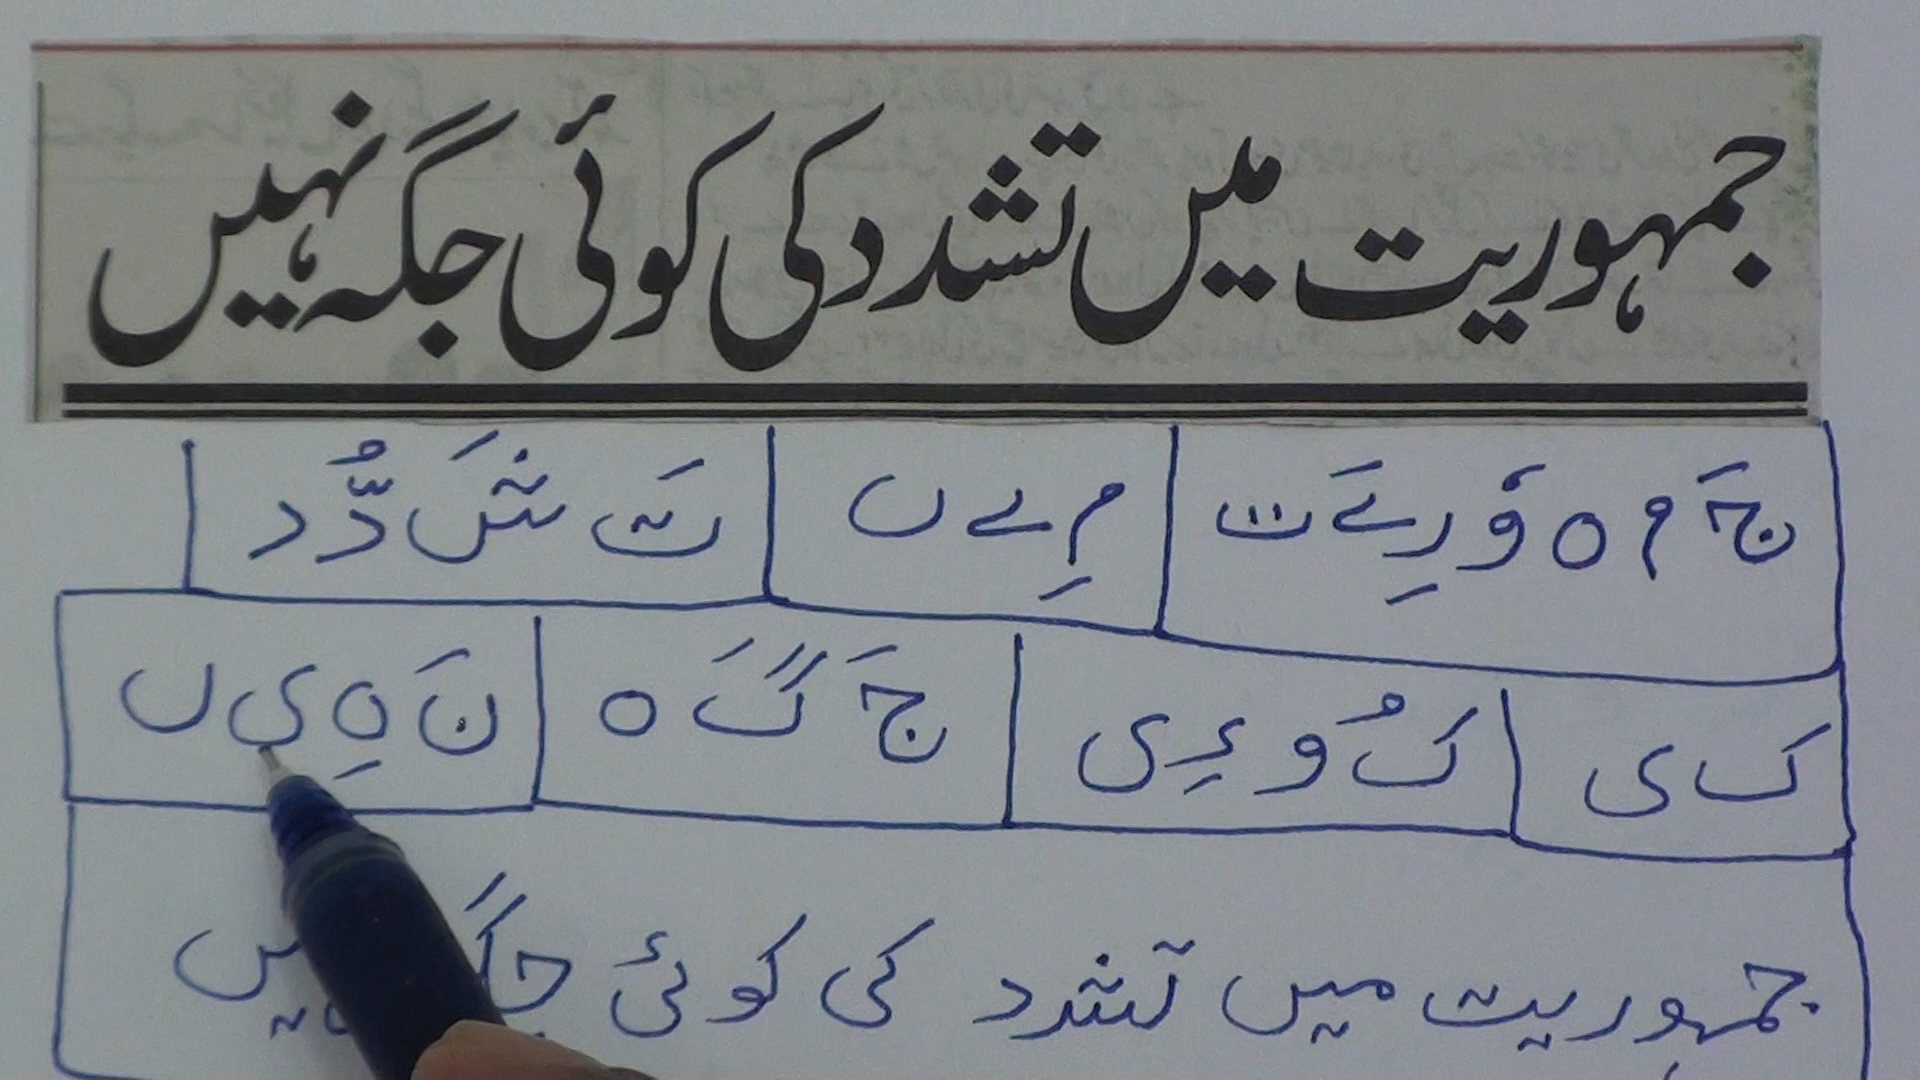 جمہوریت میں تشدد کی کوئی جگہ نہیں
جَ م ہ وُ رِ یَ ت | مِ ے ں | تَ شَ دُّ د
ک ی | کُ و ءِ ی | جَ گَ ہ | نَ ہِ ی ں
جمہوریت میں تشدد کی کوئی